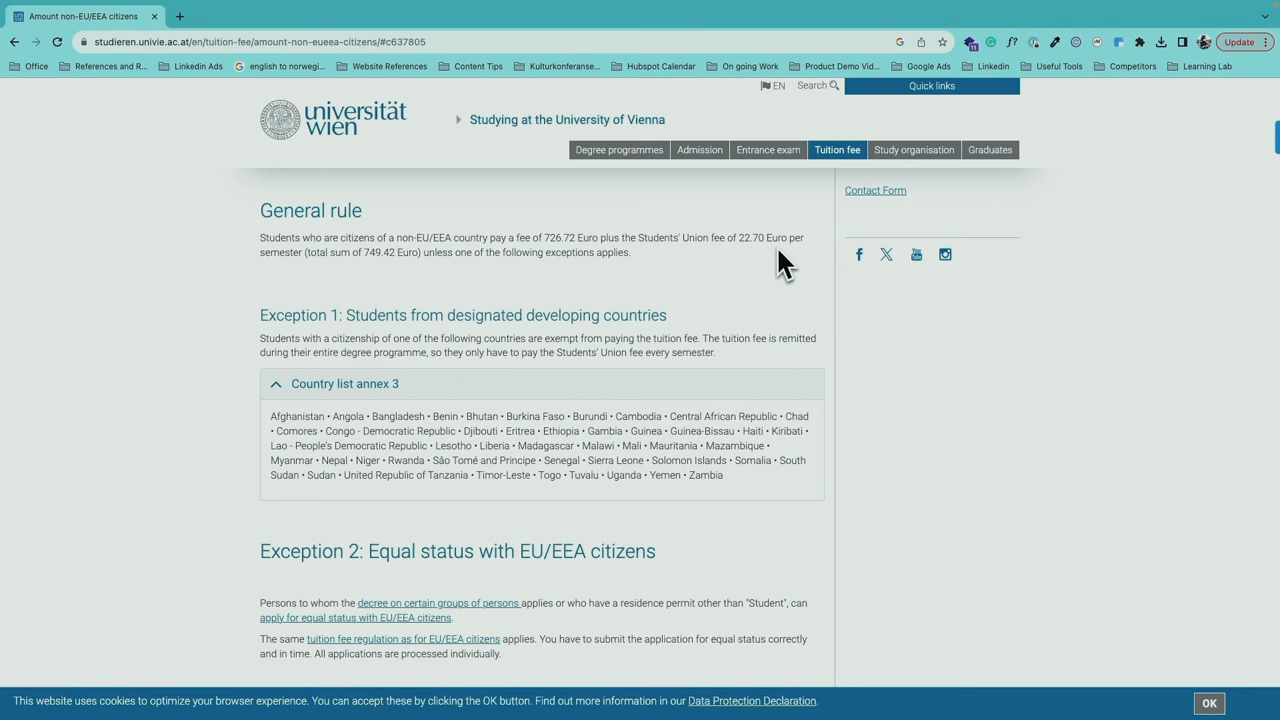 Amount non-EU/EEA citizens
studieren.univie.ac.at/en/tuition-fee/amount-non-eueea-citizens/#c637805
11
f?
Update
Office
References and R...
Linkedin Ads
english to norwegi...
Website References
Content Tips
Kulturkonferanse...
Hubspot Calendar
On going Work
Product Demo Vid...
Google Ads
Linkedin
Useful Tools
Competitors
Learning Lab
EN
Search
Quick links
universität
wien
Studying at the University of Vienna
Degree programmes
Admission
Entrance exam
Tuition fee
Study organisation
Graduates
General rule
Students who are citizens of a non-EU/EEA country pay a fee of 726.72 Euro plus the Students' Union fee of 22.70 Euro per
semester (total sum of 749.42 Euro) unless one of the following exceptions applies.
Contact Form
Exception 1: Students from designated developing countries
Students with a citizenship of one of the following countries are exempt from paying the tuition fee. The tuition fee is remitted
during their entire degree programme, so they only have to pay the Students' Union fee every semester.
Country list annex 3
Afghanistan • Angola • Bangladesh • Benin • Bhutan • Burkina Faso • Burundi • Cambodia • Central African Republic • Chad
• Comores • Congo - Democratic Republic • Djibouti • Eritrea • Ethiopia • Gambia • Guinea • Guinea-Bissau • Haiti • Kiribati •
Lao - People's Democratic Republic • Lesotho • Liberia • Madagascar • Malawi • Mali • Mauritania • Mazambique •
Myanmar • Nepal • Niger • Rwanda • São Tomé and Principe • Senegal • Sierra Leone • Solomon Islands • Somalia • South
Sudan • Sudan • United Republic of Tanzania • Timor-Leste • Togo • Tuvalu • Uganda • Yemen • Zambia
Exception 2: Equal status with EU/EEA citizens
Persons to whom the decree on certain groups of persons applies or who have a residence permit other than "Student", can
apply for equal status with EU/EEA citizens.
The same tuition fee regulation as for EU/EEA citizens applies. You have to submit the application for equal status correctly
and in time. All applications are processed individually.
This website uses cookies to optimize your browser experience. You can accept these by clicking the OK button. Find out more information in our Data Protection Declaration.
OK